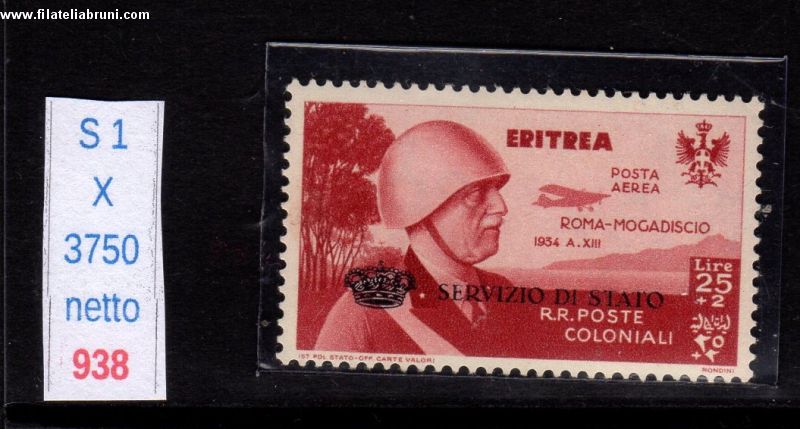 www.filateliabruni.com
S 1
X
3750
netto
938
ERITREA
POSTA
AEREA
ROMA-MOGADISCIO
1934 A.XIII
Lire
25
+2
SERVIZIO DI STATO
R.R.POSTE
COLONIALI
IST. POL. STATO-OFF. CARTE VALORI
MONDINI